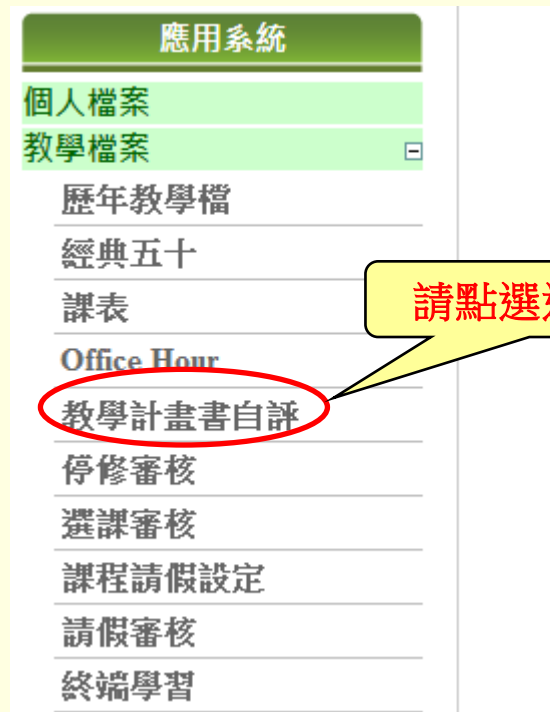 應用系統
個人檔案
教學檔案
歷年教學檔
經典五十
課表
請點選
Office Hour
教學計畫書自評
停修審核
選課審核
課程請假設定
請假審核
終端學習